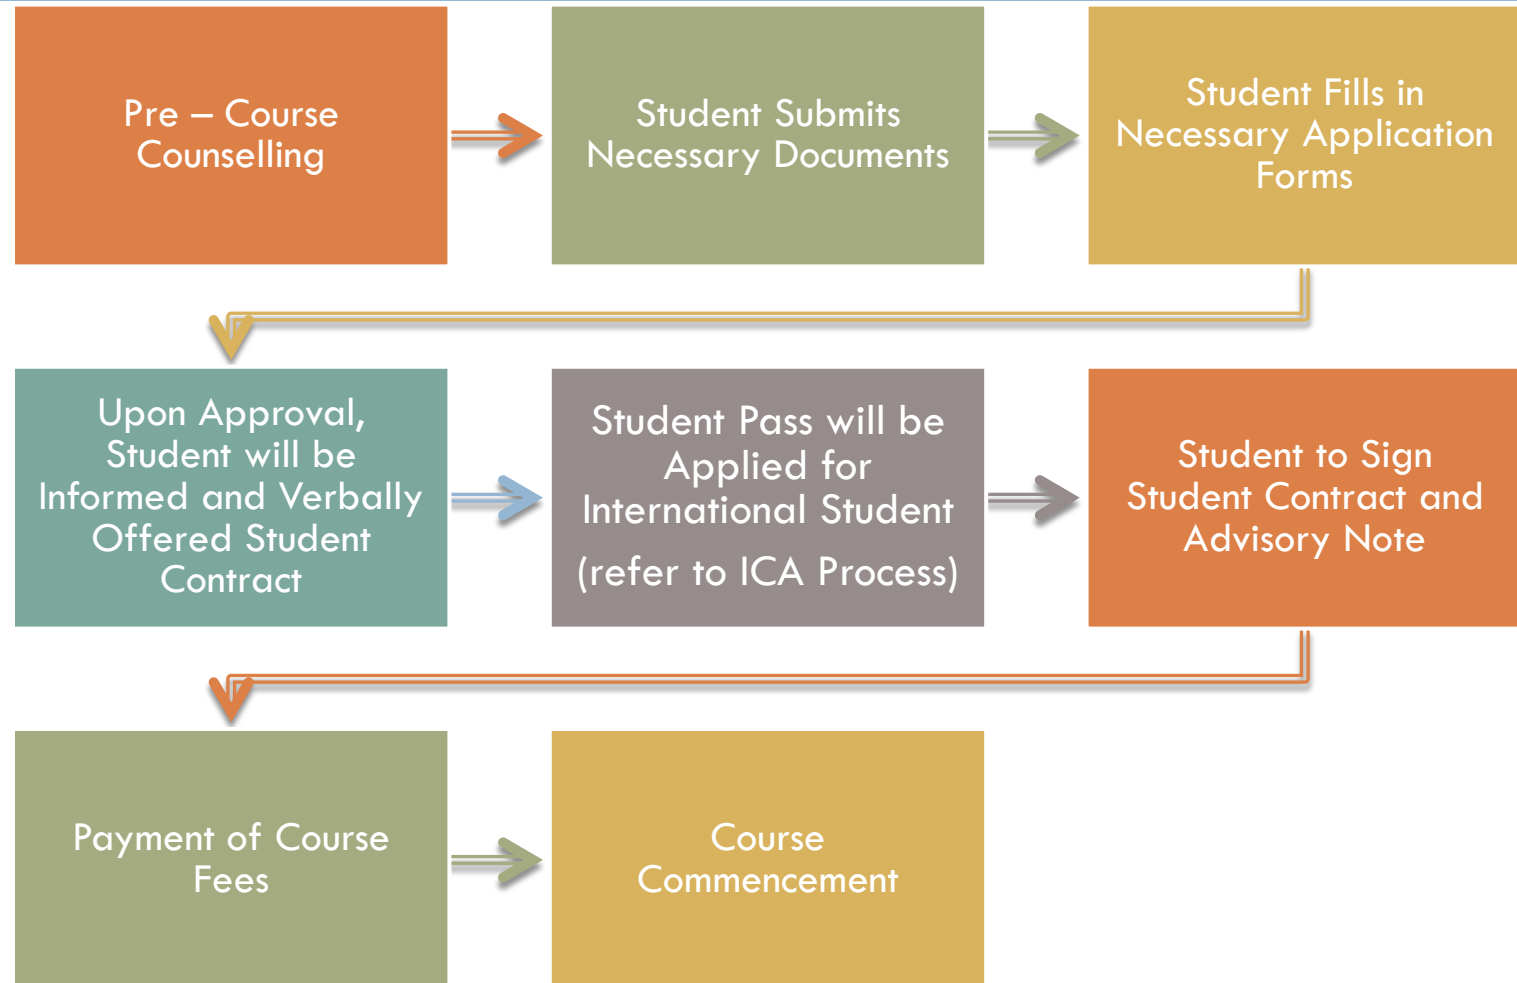 Pre – Course
Counselling
Student Submits
Necessary Documents
Student Fills in
Necessary Application
Forms
Upon Approval,
Student will be
Informed and Verbally
Offered Student
Contract
Student Pass will be
Applied for
International Student
(refer to ICA Process)
Student to Sign
Student Contract and
Advisory Note
Payment of Course
Fees
Course
Commencement